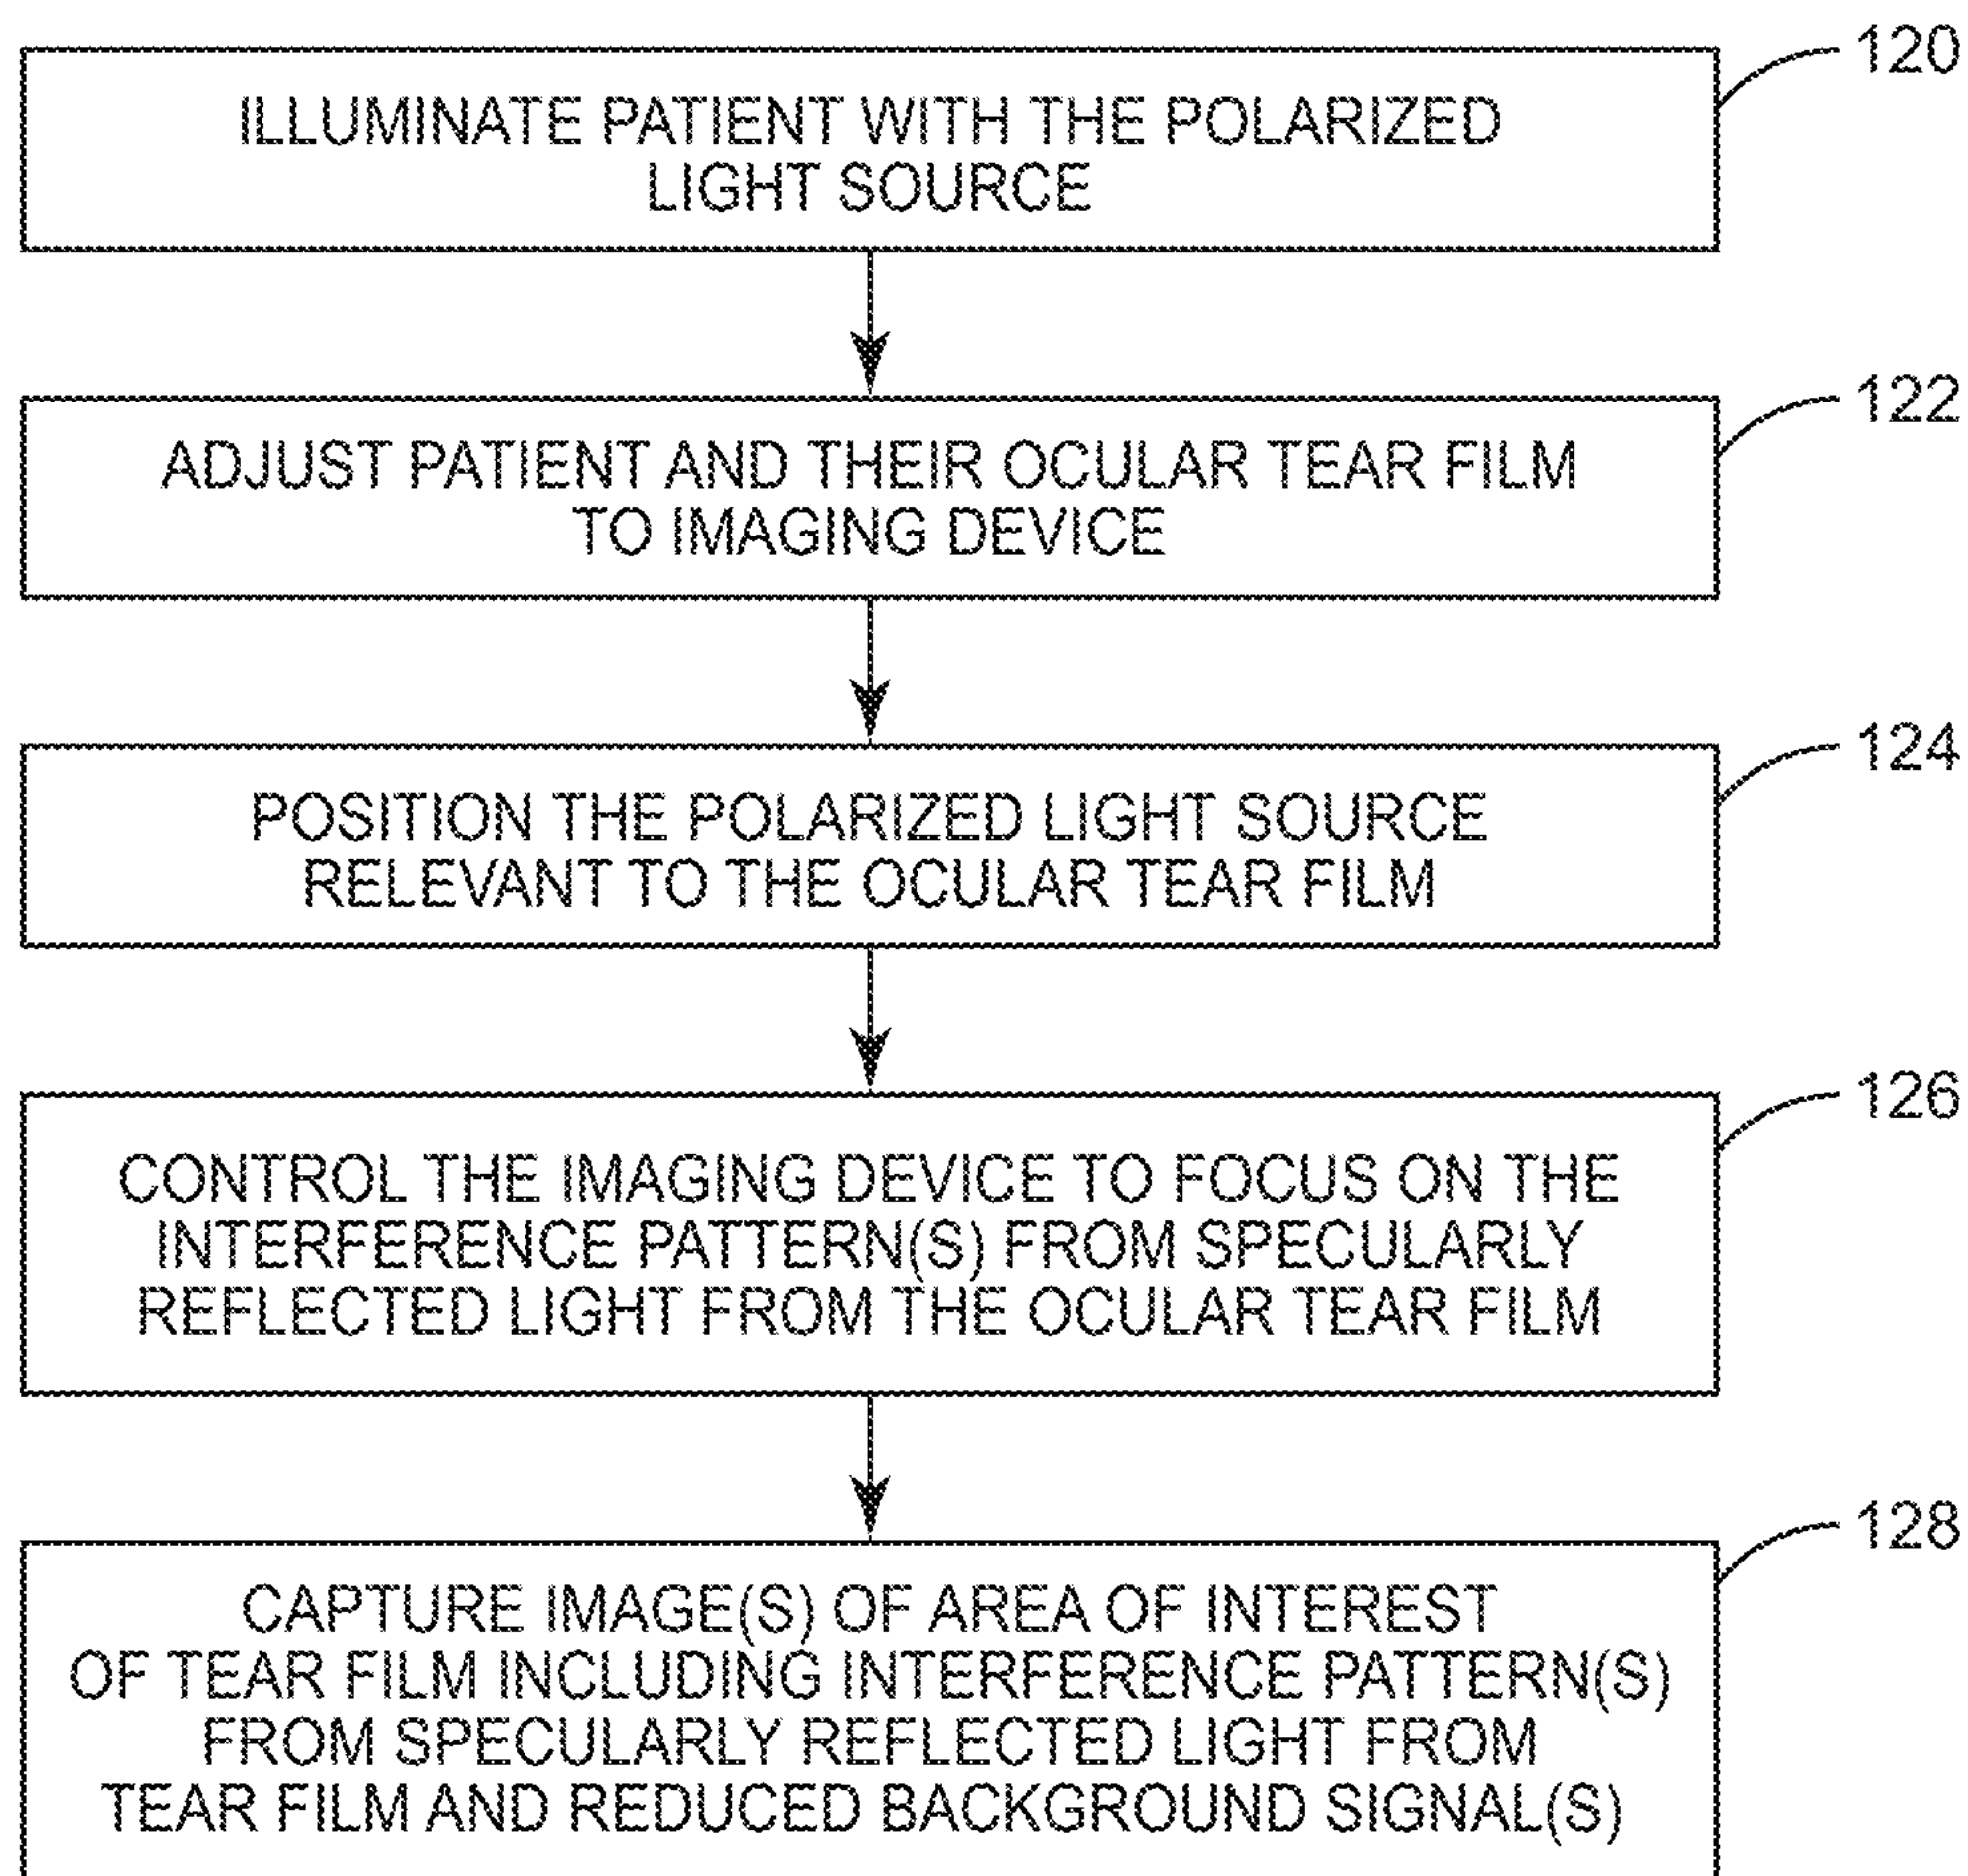 120
ILLUMINATE PATIENT WITH THE POLARIZED
LIGHT SOURCE
122
ADJUST PATIENT AND THEIR OCULAR TEAR FILM
TO IMAGING DEVICE
124
POSITION THE POLARIZED LIGHT SOURCE
RELEVANT TO THE OCULAR TEAR FILM
126
CONTROL THE IMAGING DEVICE TO FOCUS ON THE
INTERFERENCE PATTERN(S) FROM SPECULARLY
REFLECTED LIGHT FROM THE OCULAR TEAR FILM
128
CAPTURE IMAGE(S) OF AREA OF INTEREST
OF TEAR FILM INCLUDING INTERFERENCE PATTERN(S)
FROM SPECULARLY REFLECTED LIGHT FROM
TEAR FILM AND REDUCED BACKGROUND SIGNAL(S)